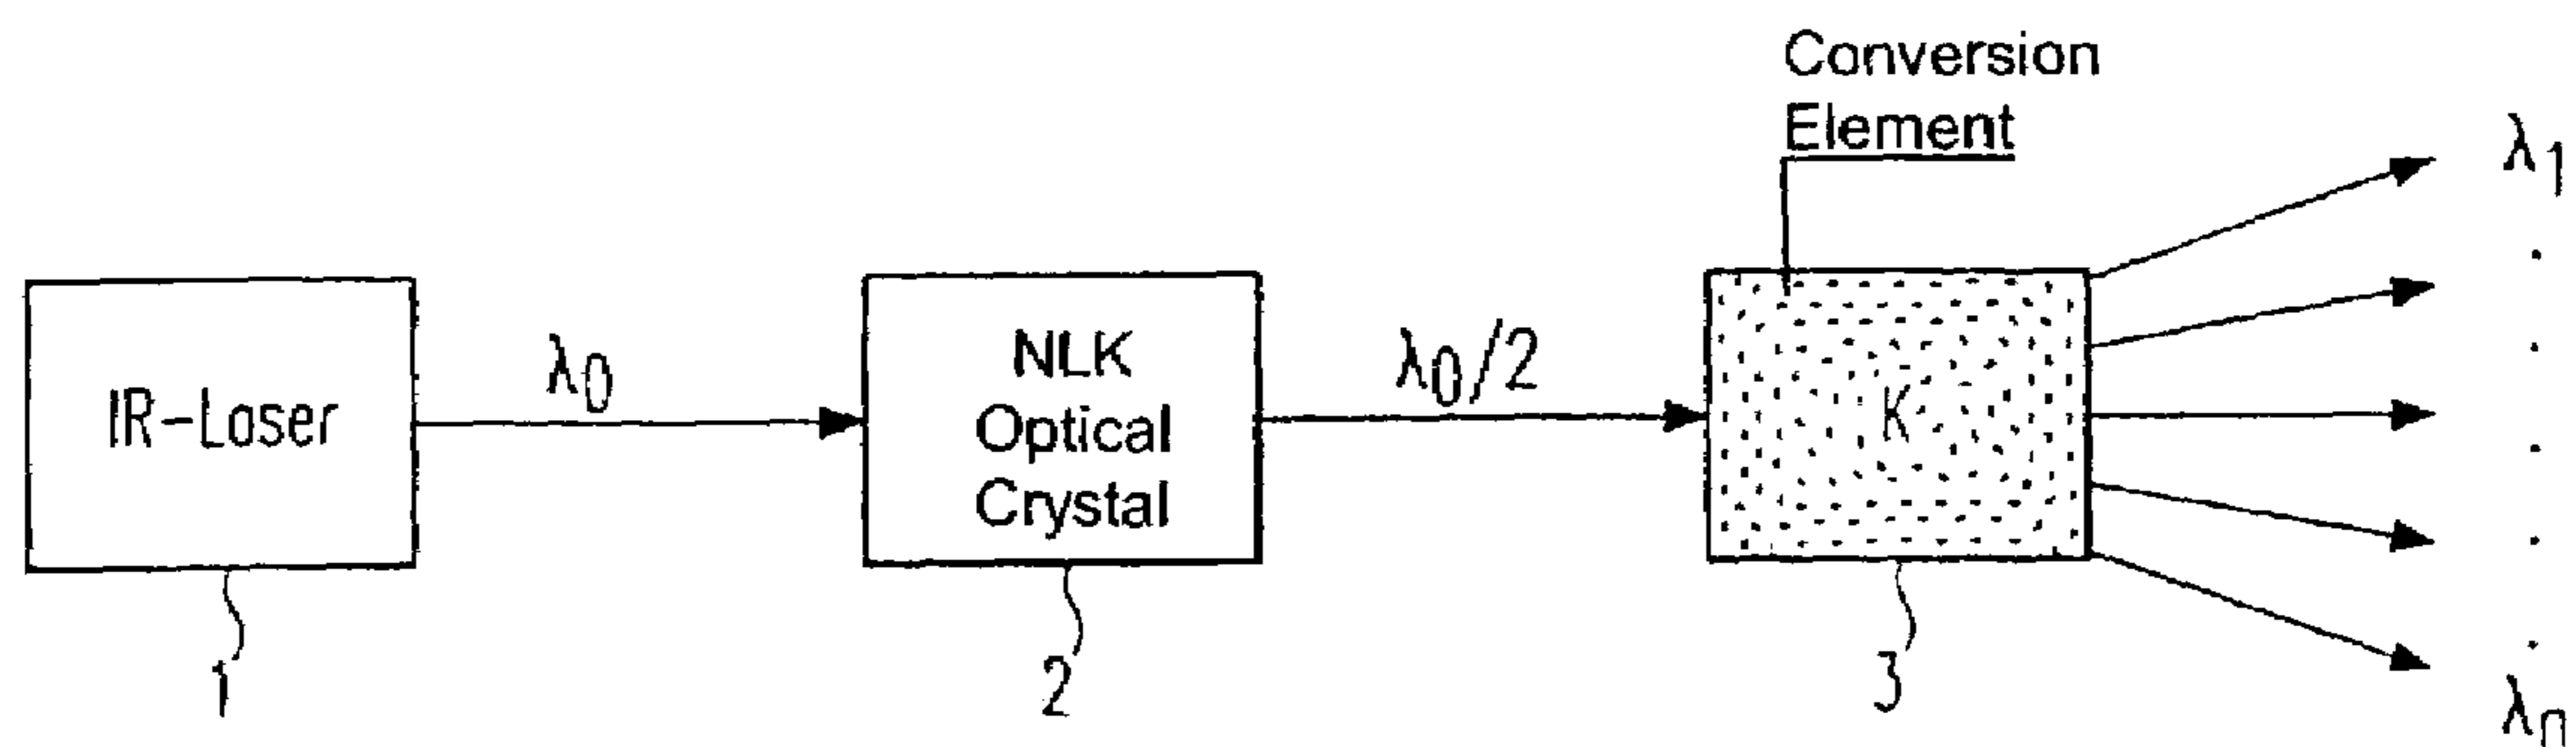 Conversion
Element
λ1
IR-Laser
λ0
NLK
Optical
Crystal
λ0/2
K
1
2
3
λn